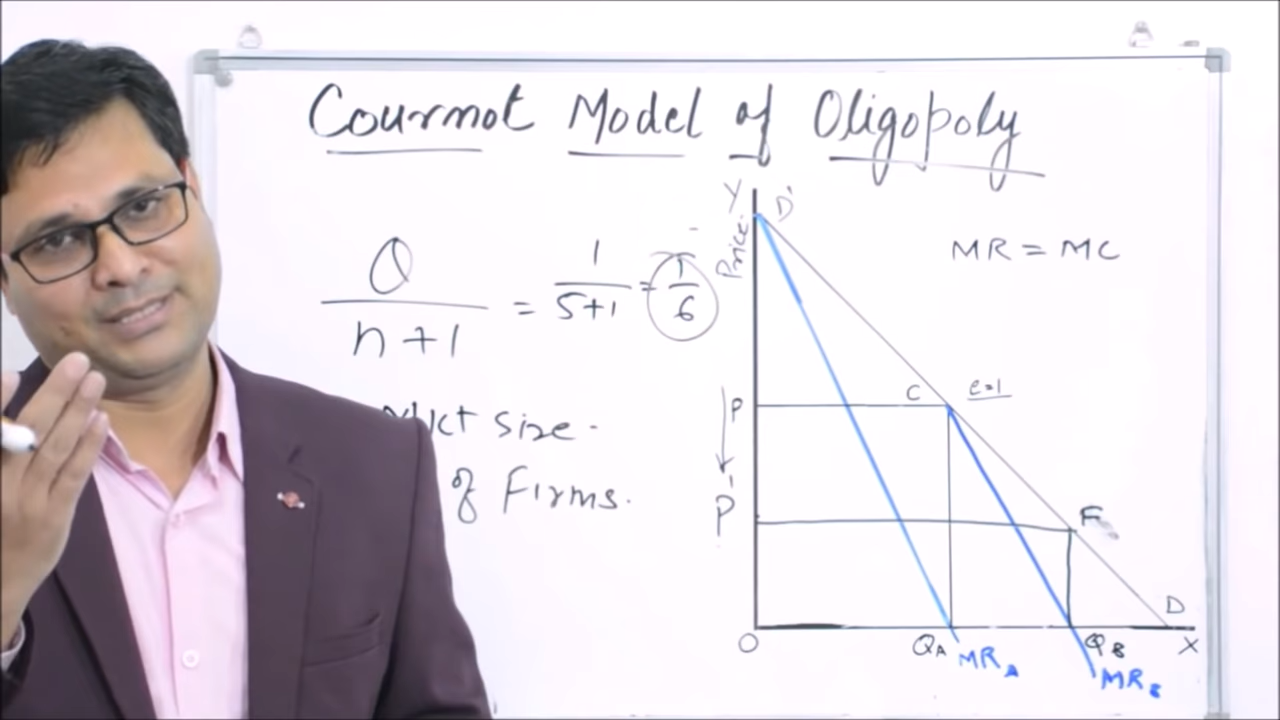 Cournot Model of Oligopoly
Q / n+1 = 1 / 5+1 = 1 / 6
uct size.
of Firms.
MR = MC
Y
D'
Price
C
e=1
P
P'
F
D
O
QA
QB
X
MRA
MRB